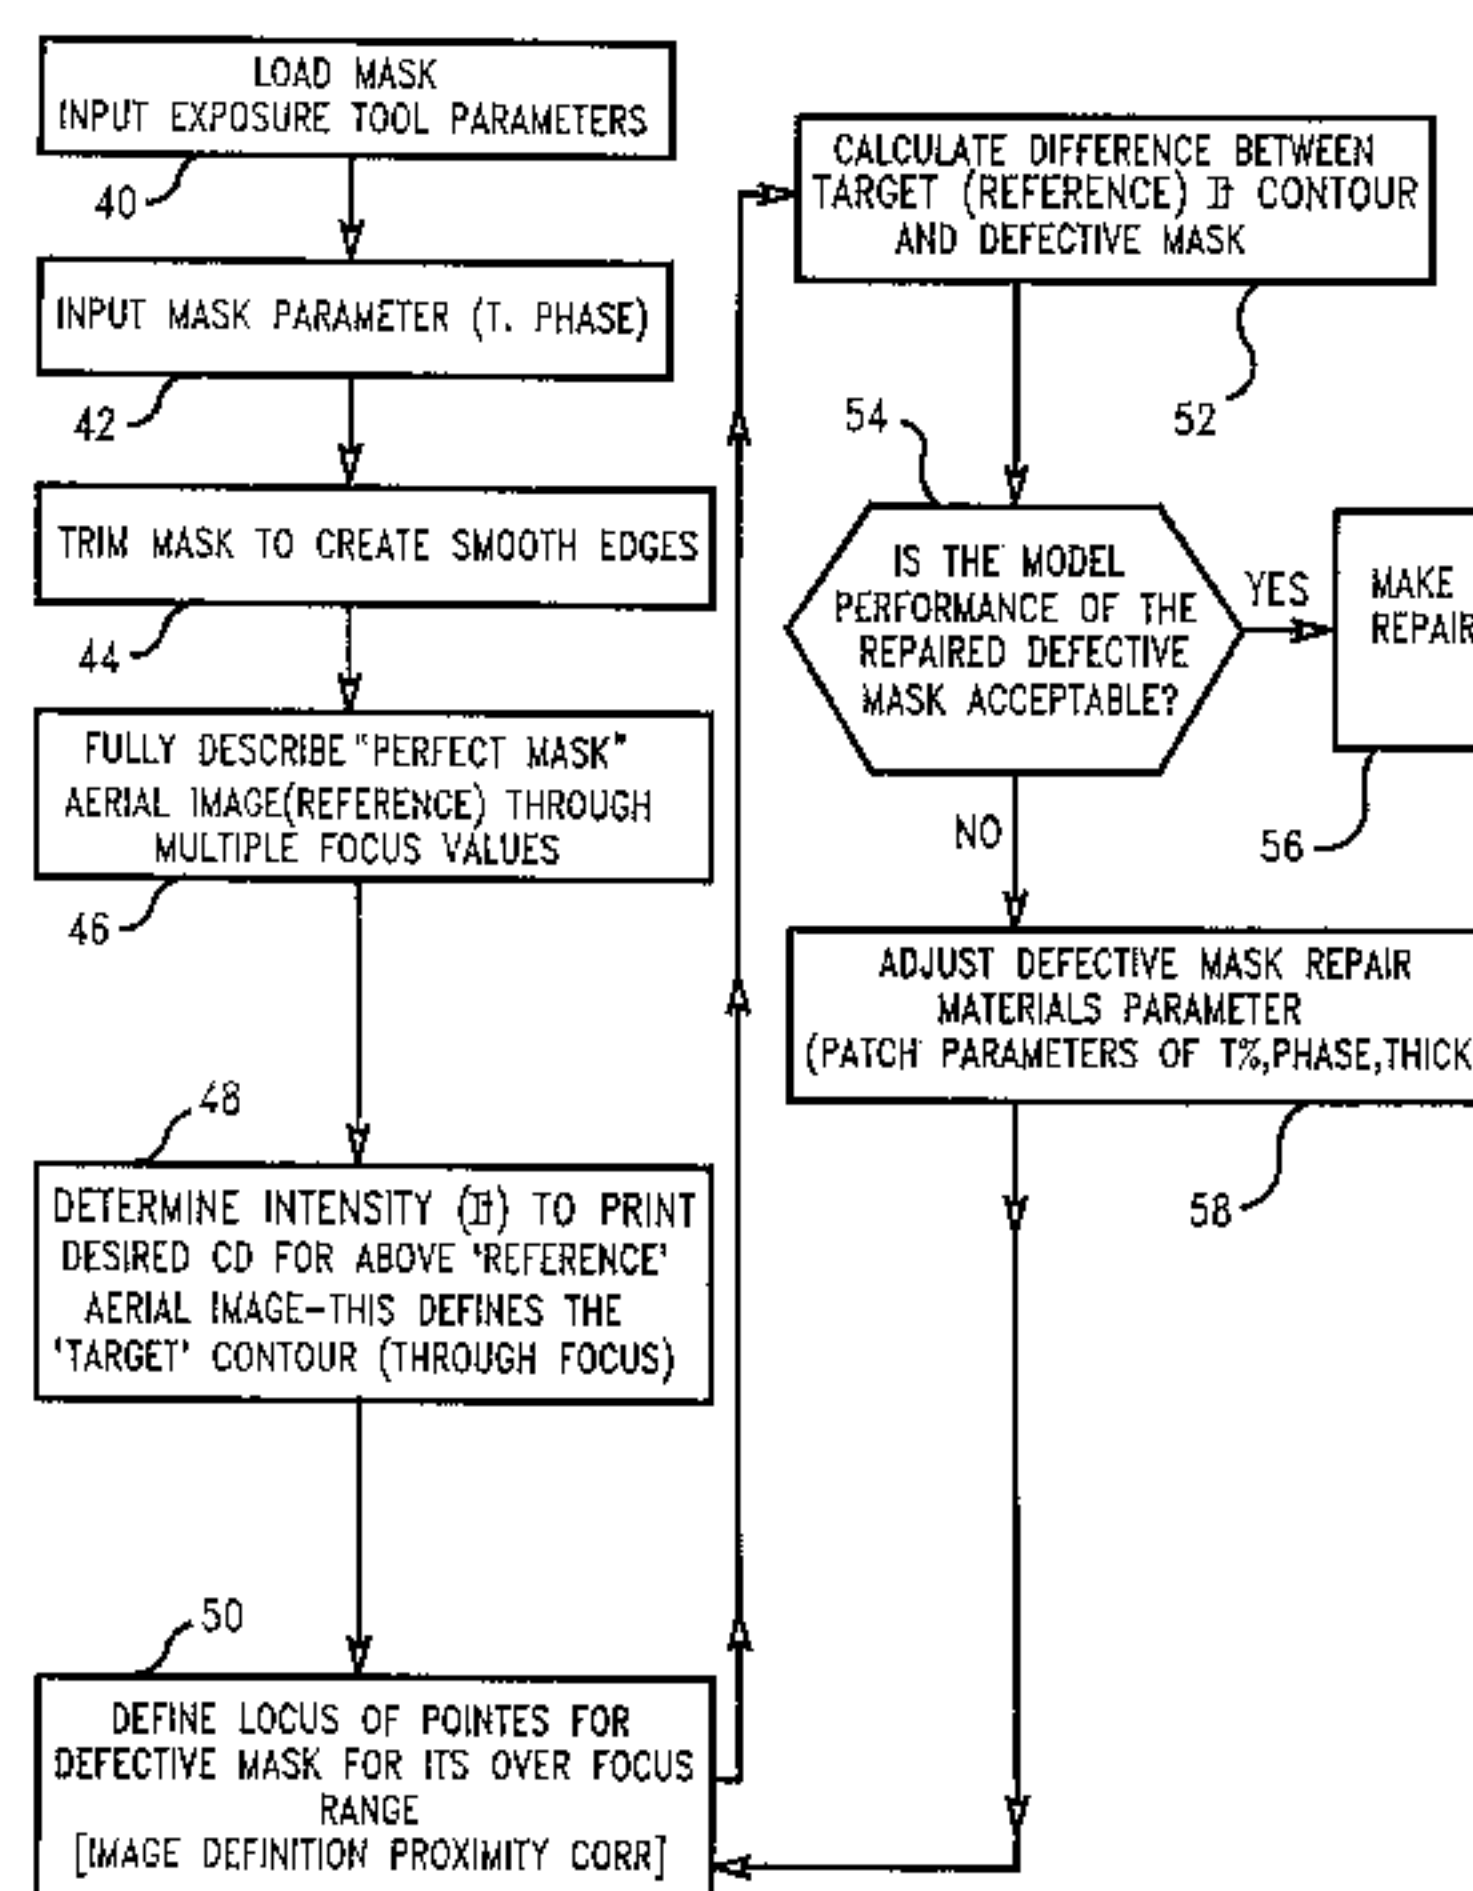 LOAD MASK
INPUT EXPOSURE TOOL PARAMETERS
40
INPUT MASK PARAMETER (T. PHASE)
42
TRIM MASK TO CREATE SMOOTH EDGES
44
FULLY DESCRIBE "PERFECT MASK"
AERIAL IMAGE(REFERENCE) THROUGH
MULTIPLE FOCUS VALUES
46
48
DETERMINE INTENSITY (It) TO PRINT
DESIRED CD FOR ABOVE 'REFERENCE'
AERIAL IMAGE-THIS DEFINES THE
'TARGET' CONTOUR (THROUGH FOCUS)
50
DEFINE LOCUS OF POINTES FOR
DEFECTIVE MASK FOR ITS OVER FOCUS
RANGE
[IMAGE DEFINITION PROXIMITY CORR]
CALCULATE DIFFERENCE BETWEEN
TARGET (REFERENCE) It CONTOUR
AND DEFECTIVE MASK
52
54
IS THE MODEL
PERFORMANCE OF THE
REPAIRED DEFECTIVE
MASK ACCEPTABLE?
YES
MAKE
REPAIR
56
NO
ADJUST DEFECTIVE MASK REPAIR
MATERIALS PARAMETER
(PATCH PARAMETERS OF T%,PHASE,THICK
58